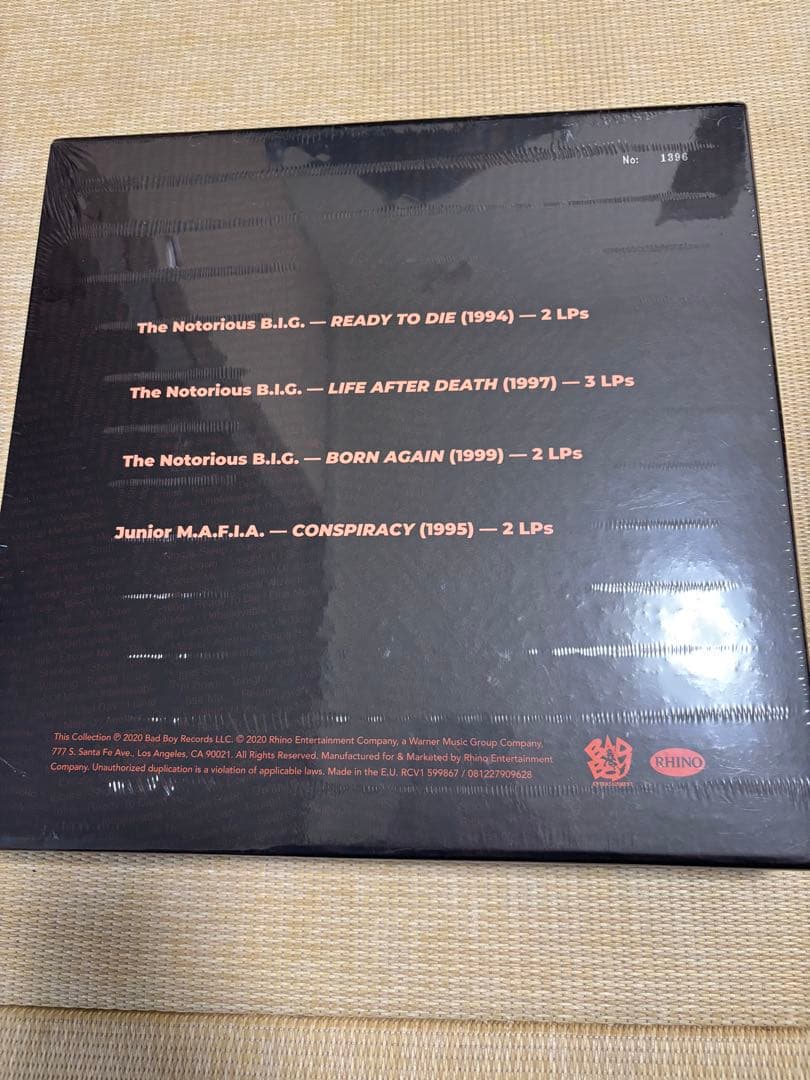 No: 1396
The Notorious B.I.G. — READY TO DIE (1994) — 2 LPs
The Notorious B.I.G. — LIFE AFTER DEATH (1997) — 3 LPs
The Notorious B.I.G. — BORN AGAIN (1999) — 2 LPs
Junior M.A.F.I.A. — CONSPIRACY (1995) — 2 LPs
This Collection ℗ 2020 Bad Boy Records LLC. © 2020 Rhino Entertainment Company, a Warner Music Group Company,
777 S. Santa Fe Ave., Los Angeles, CA 90021. All Rights Reserved. Manufactured for & Marketed by Rhino Entertainment
Company. Unauthorized duplication is a violation of applicable laws. Made in the E.U. RCV1 599867 / 081227909628
BAD
BOY
ENTERTAINMENT
RHINO